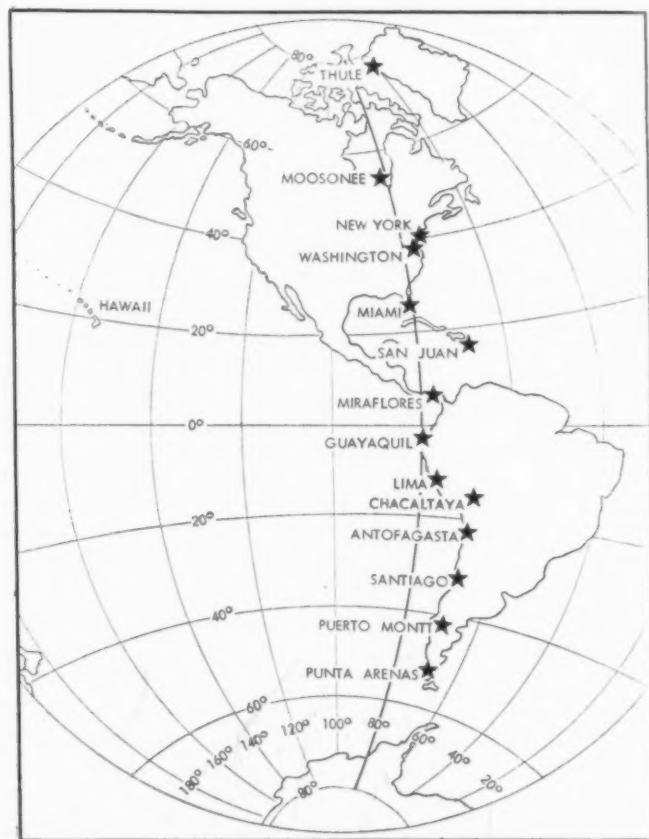 80°
THULE
60°
MOOSONEE
NEW YORK
40°
WASHINGTON
HAWAII
MIAMI
20°
SAN JUAN
MIRAFLORES
0°
GUAYAQUIL
LIMA
CHACALTAYA
20°
ANTOFAGASTA
SANTIAGO
40°
PUERTO MONTT
PUNTA ARENAS
60°
180° 160° 140° 120° 100° 80° 60° 40° 20°
80°